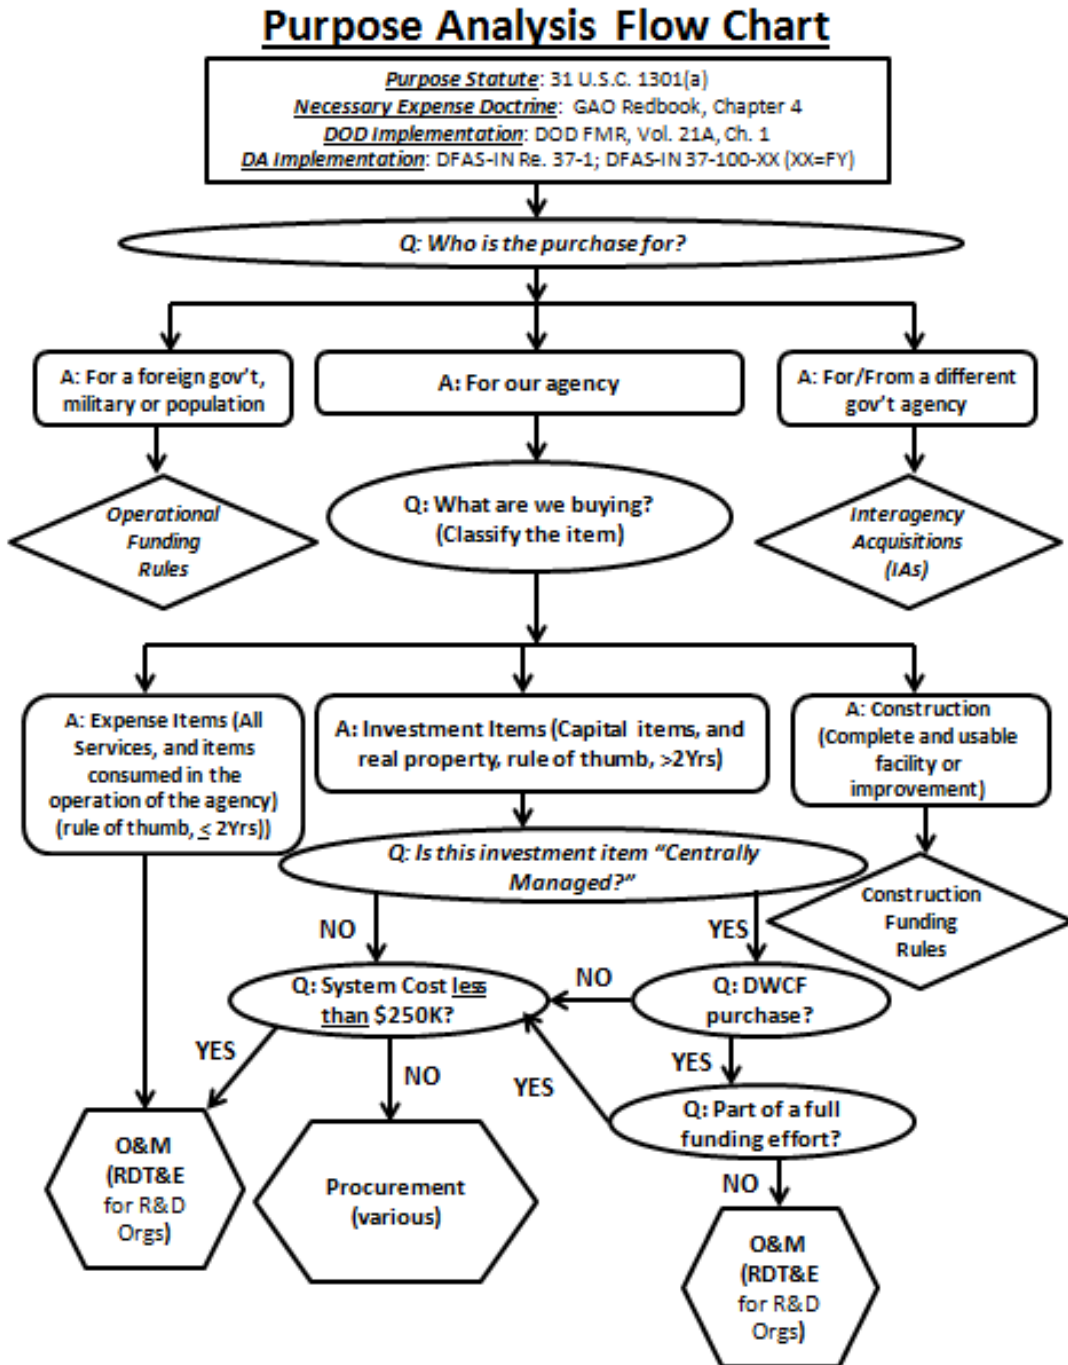 Purpose Analysis Flow Chart
Purpose Statute: 31 U.S.C. 1301(a)
Necessary Expense Doctrine: GAO Redbook, Chapter 4
DOD Implementation: DOD FMR, Vol. 21A, Ch. 1
DA Implementation: DFAS-IN Re. 37-1; DFAS-IN 37-100-XX (XX=FY)
Q: Who is the purchase for?
A: For a foreign gov't,
military or population
A: For our agency
A: For/From a different
gov't agency
Operational
Funding
Rules
Q: What are we buying?
(Classify the item)
Interagency
Acquisitions
(IAs)
A: Expense Items (All
Services, and items
consumed in the
operation of the agency)
(rule of thumb, ≤ 2Yrs))
A: Investment Items (Capital items, and
real property, rule of thumb, >2Yrs)
A: Construction
(Complete and usable
facility or
improvement)
Q: Is this investment item “Centrally
Managed?”
Construction
Funding
Rules
NO
YES
Q: System Cost less
than $250K?
NO
Q: DWCF
purchase?
YES
NO
YES
YES
Q: Part of a full
funding effort?
NO
O&M
(RDT&E
for R&D
Orgs)
Procurement
(various)
O&M
(RDT&E
for R&D
Orgs)